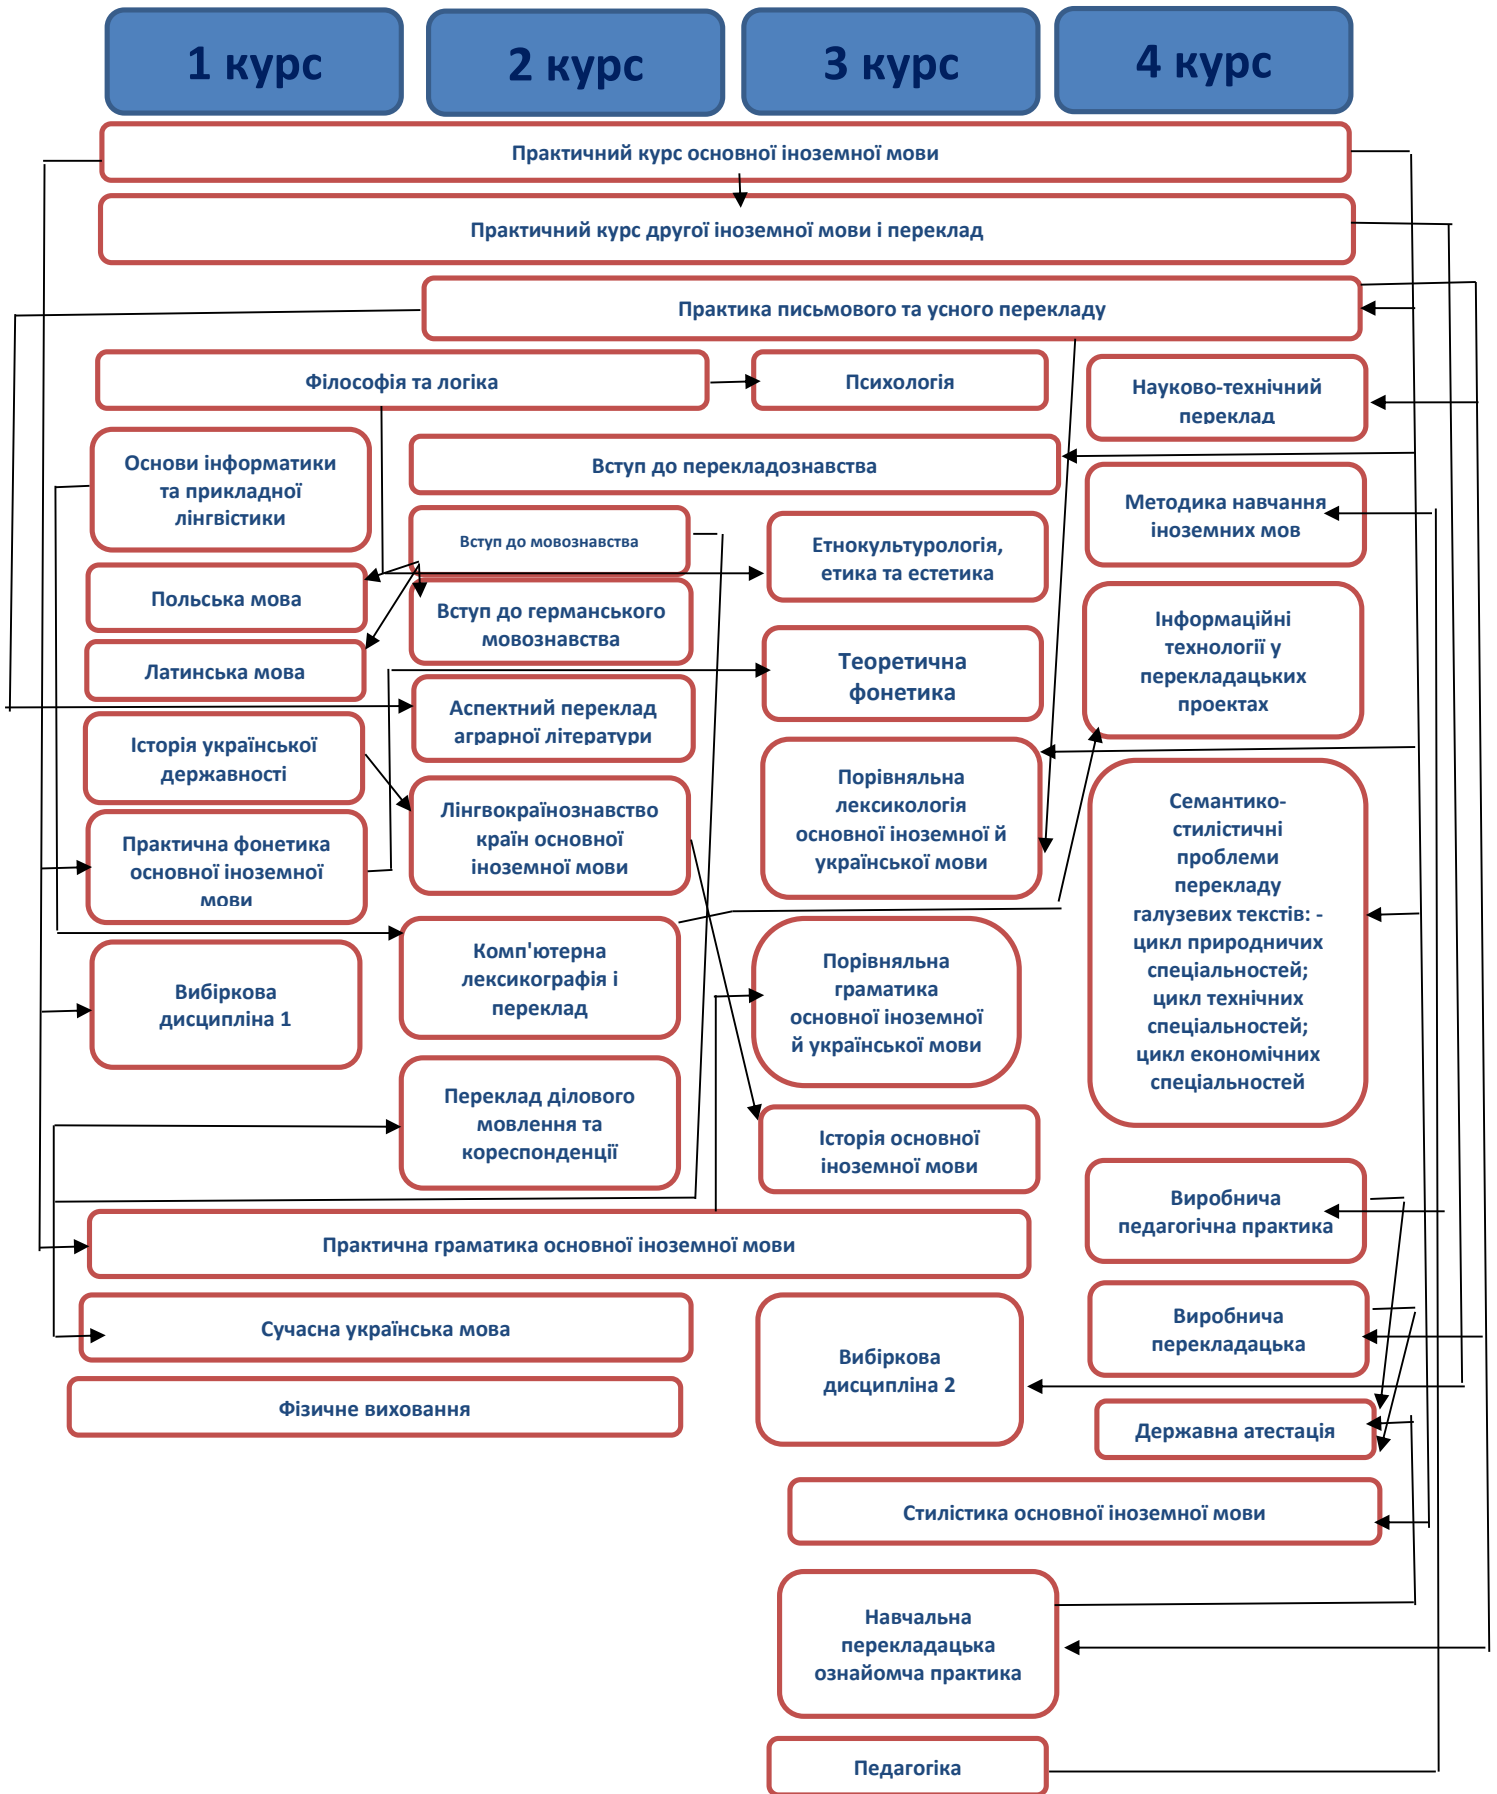 1 курс
2 курс
3 курс
4 курс
Практичний курс основної іноземної мови
Практичний курс другої іноземної мови і переклад
Практика письмового та усного перекладу
Філософія та логіка
Психологія
Науково-технічний
переклад
Основи інформатики
та прикладної
лінгвістики
Вступ до перекладознавства
Методика навчання
іноземних мов
Вступ до мовознавства
Етнокультурологія,
етика та естетика
Польська мова
Вступ до германського
мовознавства
Інформаційні
технології у
перекладацьких
проектах
Латинська мова
Теоретична
фонетика
Аспектний переклад
аграрної літератури
Історія української
державності
Лінгвокраїнознавство
країн основної
іноземної мови
Порівняльна
лексикологія
основної іноземної й
української мови
Семантико-
стилістичні
проблеми
перекладу
галузевих текстів: -
цикл природничих
спеціальностей;
цикл технічних
спеціальностей;
цикл економічних
спеціальностей
Практична фонетика
основної іноземної
мови
Комп'ютерна
лексикографія і
переклад
Порівняльна
граматика
основної іноземної
й української мови
Вибіркова
дисципліна 1
Переклад ділового
мовлення та
кореспонденції
Історія основної
іноземної мови
Виробнича
педагогічна практика
Практична граматика основної іноземної мови
Виробнича
перекладацька
Сучасна українська мова
Вибіркова
дисципліна 2
Фізичне виховання
Державна атестація
Стилістика основної іноземної мови
Навчальна
перекладацька
ознайомча практика
Педагогіка